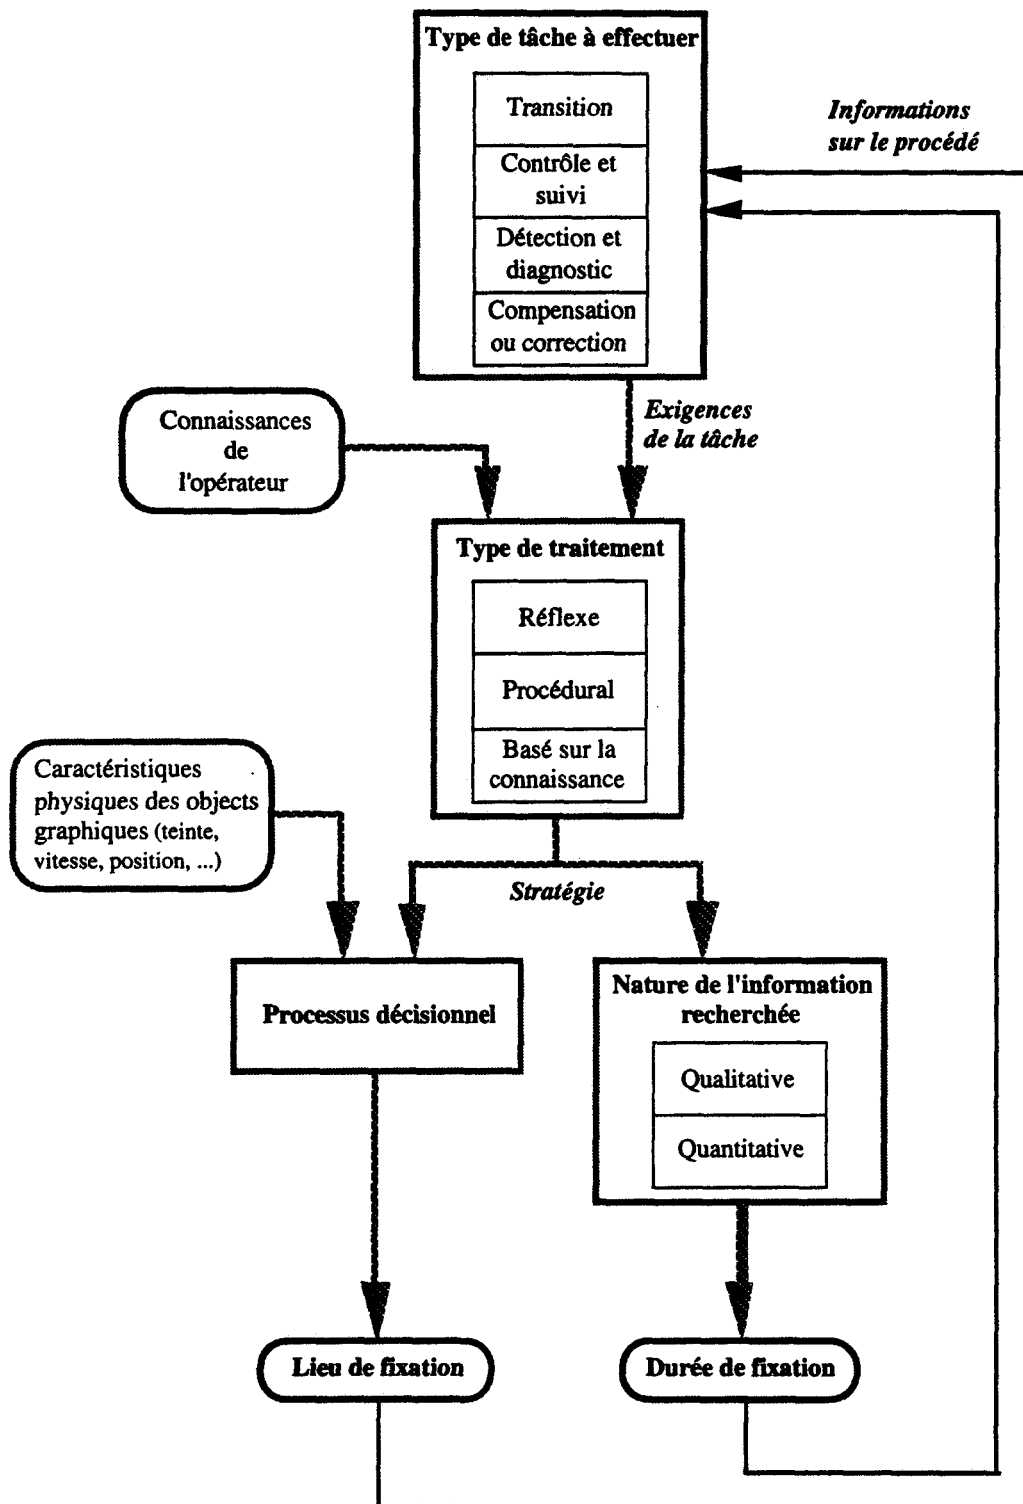 Type de tâche à effectuer
Transition
Contrôle et
suivi
Détection et
diagnostic
Compensation
ou correction
Informations
sur le procédé
Exigences
de la tâche
Connaissances
de
l'opérateur
Type de traitement
Réflexe
Procédural
Basé sur la
connaissance
Caractéristiques
physiques des objects
graphiques (teinte,
vitesse, position, ...)
Stratégie
Processus décisionnel
Nature de l'information
recherchée
Qualitative
Quantitative
Lieu de fixation
Durée de fixation